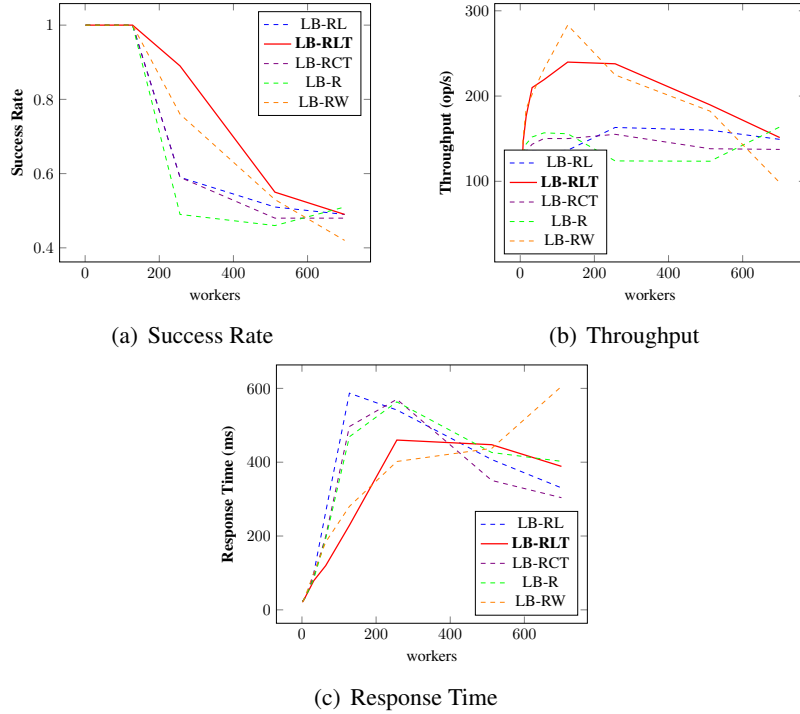 1
0.8
0.6
0.4
0
200
400
600
Success Rate
workers
LB-RL
LB-RLT
LB-RCT
LB-R
LB-RW
(a) Success Rate
300
200
100
0
200
400
600
Throughput (op/s)
workers
LB-RL
LB-RLT
LB-RCT
LB-R
LB-RW
(b) Throughput
600
400
200
0
0
200
400
600
Response Time (ms)
workers
LB-RL
LB-RLT
LB-RCT
LB-R
LB-RW
(c) Response Time